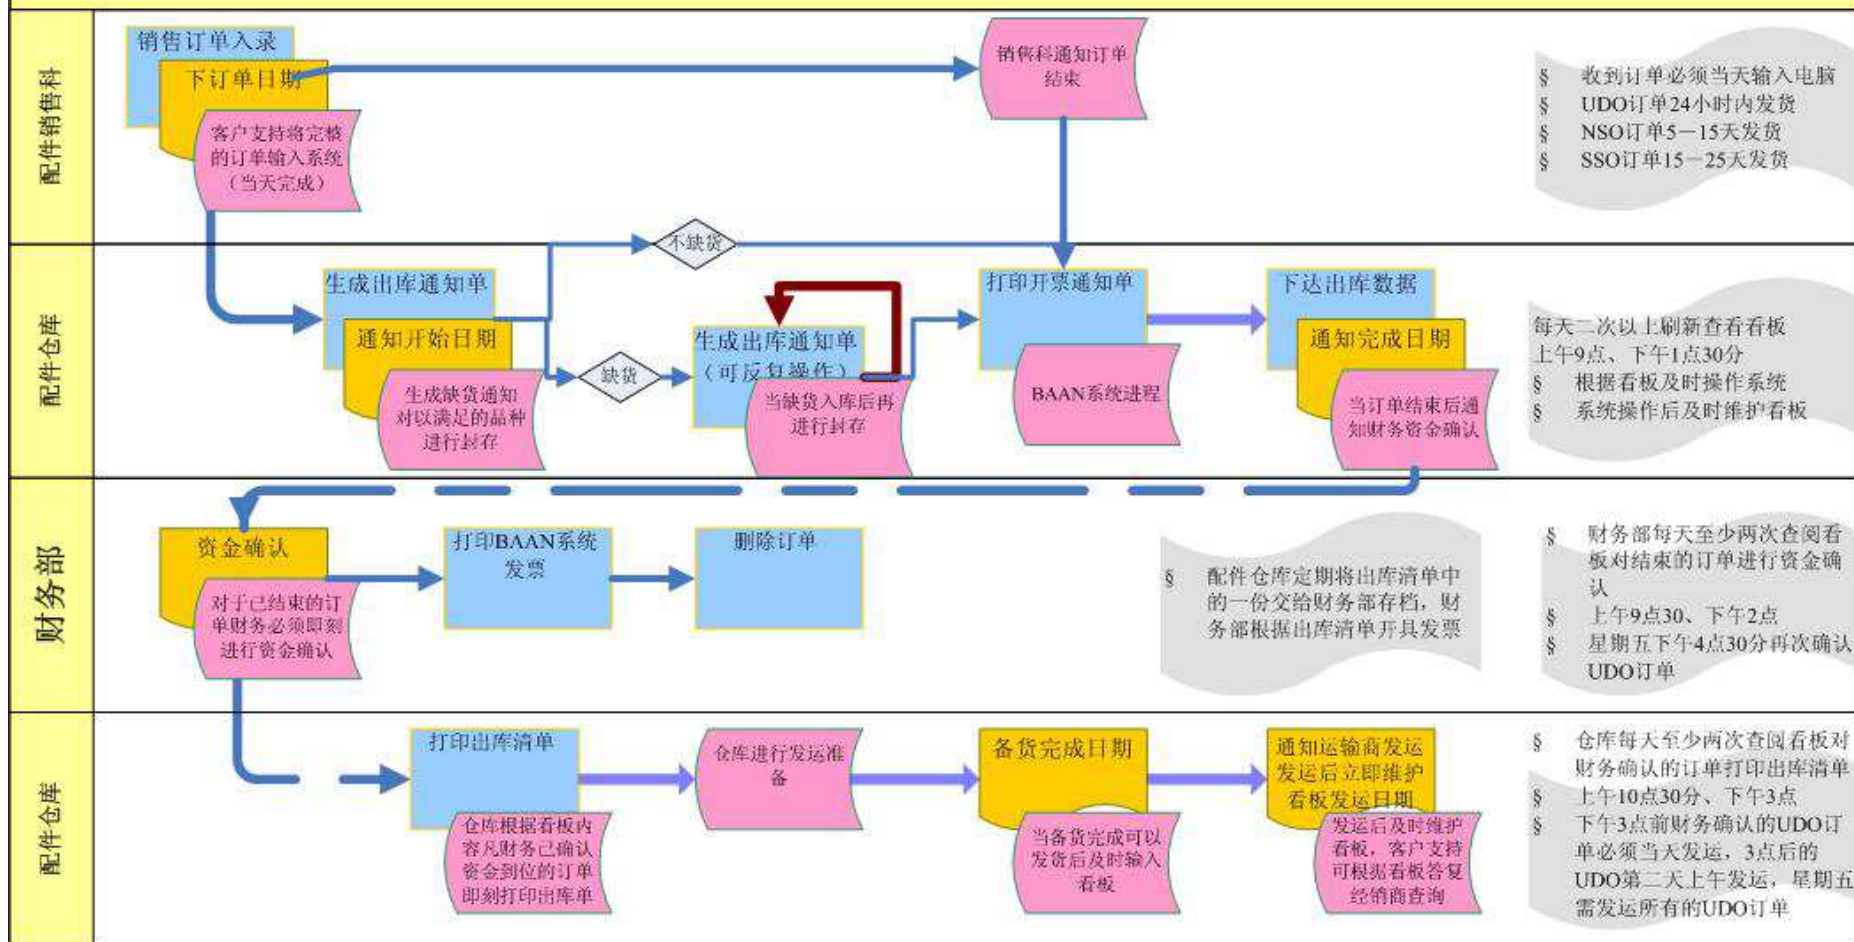 配件销售科
销售订单入录
下订单日期
客户支持将完整
的订单输入系统
（当天完成）
销售科通知订单
结束
§ 收到订单必须当天输入电脑
§ UDO订单24小时内发货
§ NSO订单5－15天发货
§ SSO订单15－25天发货
不缺货
配件仓库
生成出库通知单
通知开始日期
生成缺货通知
对以满足的品种
进行封存
缺货
生成出库通知单
（可反复操作）
当缺货入库后再
进行封存
打印开票通知单
BAAN系统进程
下达出库数据
通知完成日期
当订单结束后通
知财务资金确认
每天二次以上刷新查看看板
上午9点、下午1点30分
§ 根据看板及时操作系统
§ 系统操作后及时维护看板
财务部
资金确认
对于已结束的订
单财务必须即刻
进行资金确认
打印BAAN系统
发票
删除订单
§ 配件仓库定期将出库清单中
的一份交给财务部存档，财
务部根据出库清单开具发票
§ 财务部每天至少两次查阅看
板对结束的订单进行资金确
认
§ 上午9点30、下午2点
§ 星期五下午4点30分再次确认
UDO订单
配件仓库
打印出库清单
仓库根据看板内
容凡财务已确认
资金到位的订单
即刻打印出库单
仓库进行发运准
备
备货完成日期
当备货完成可以
发货后及时输入
看板
通知运输商发运
发运后立即维护
看板发运日期
发运后及时维护
看板，客户支持
可根据看板答复
经销商查询
§ 仓库每天至少两次查阅看板对
财务确认的订单打印出库清单
§ 上午10点30分、下午3点
§ 下午3点前财务确认的UDO订
单必须当天发运，3点后的
UDO第二天上午发运，星期五
需发运所有的UDO订单